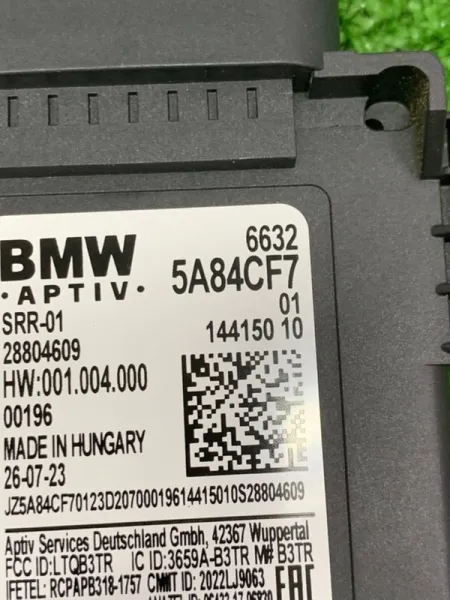 BMW
· APTIV ·
6632
5A84CF7
01
144150 10
SRR-01
28804609
HW:001.004.000
00196
MADE IN HUNGARY
26-07-23
JZ5A84CF70123D20700019614415010S28804609
Aptiv Services Deutschland Gmbh, 42367 Wuppertal
FCC ID:LTQB3TR IC ID:3659A-B3TR M# B3TR
IFETEL: RCPAPB318-1757 CMIIT ID: 2022LJ9063
EAC